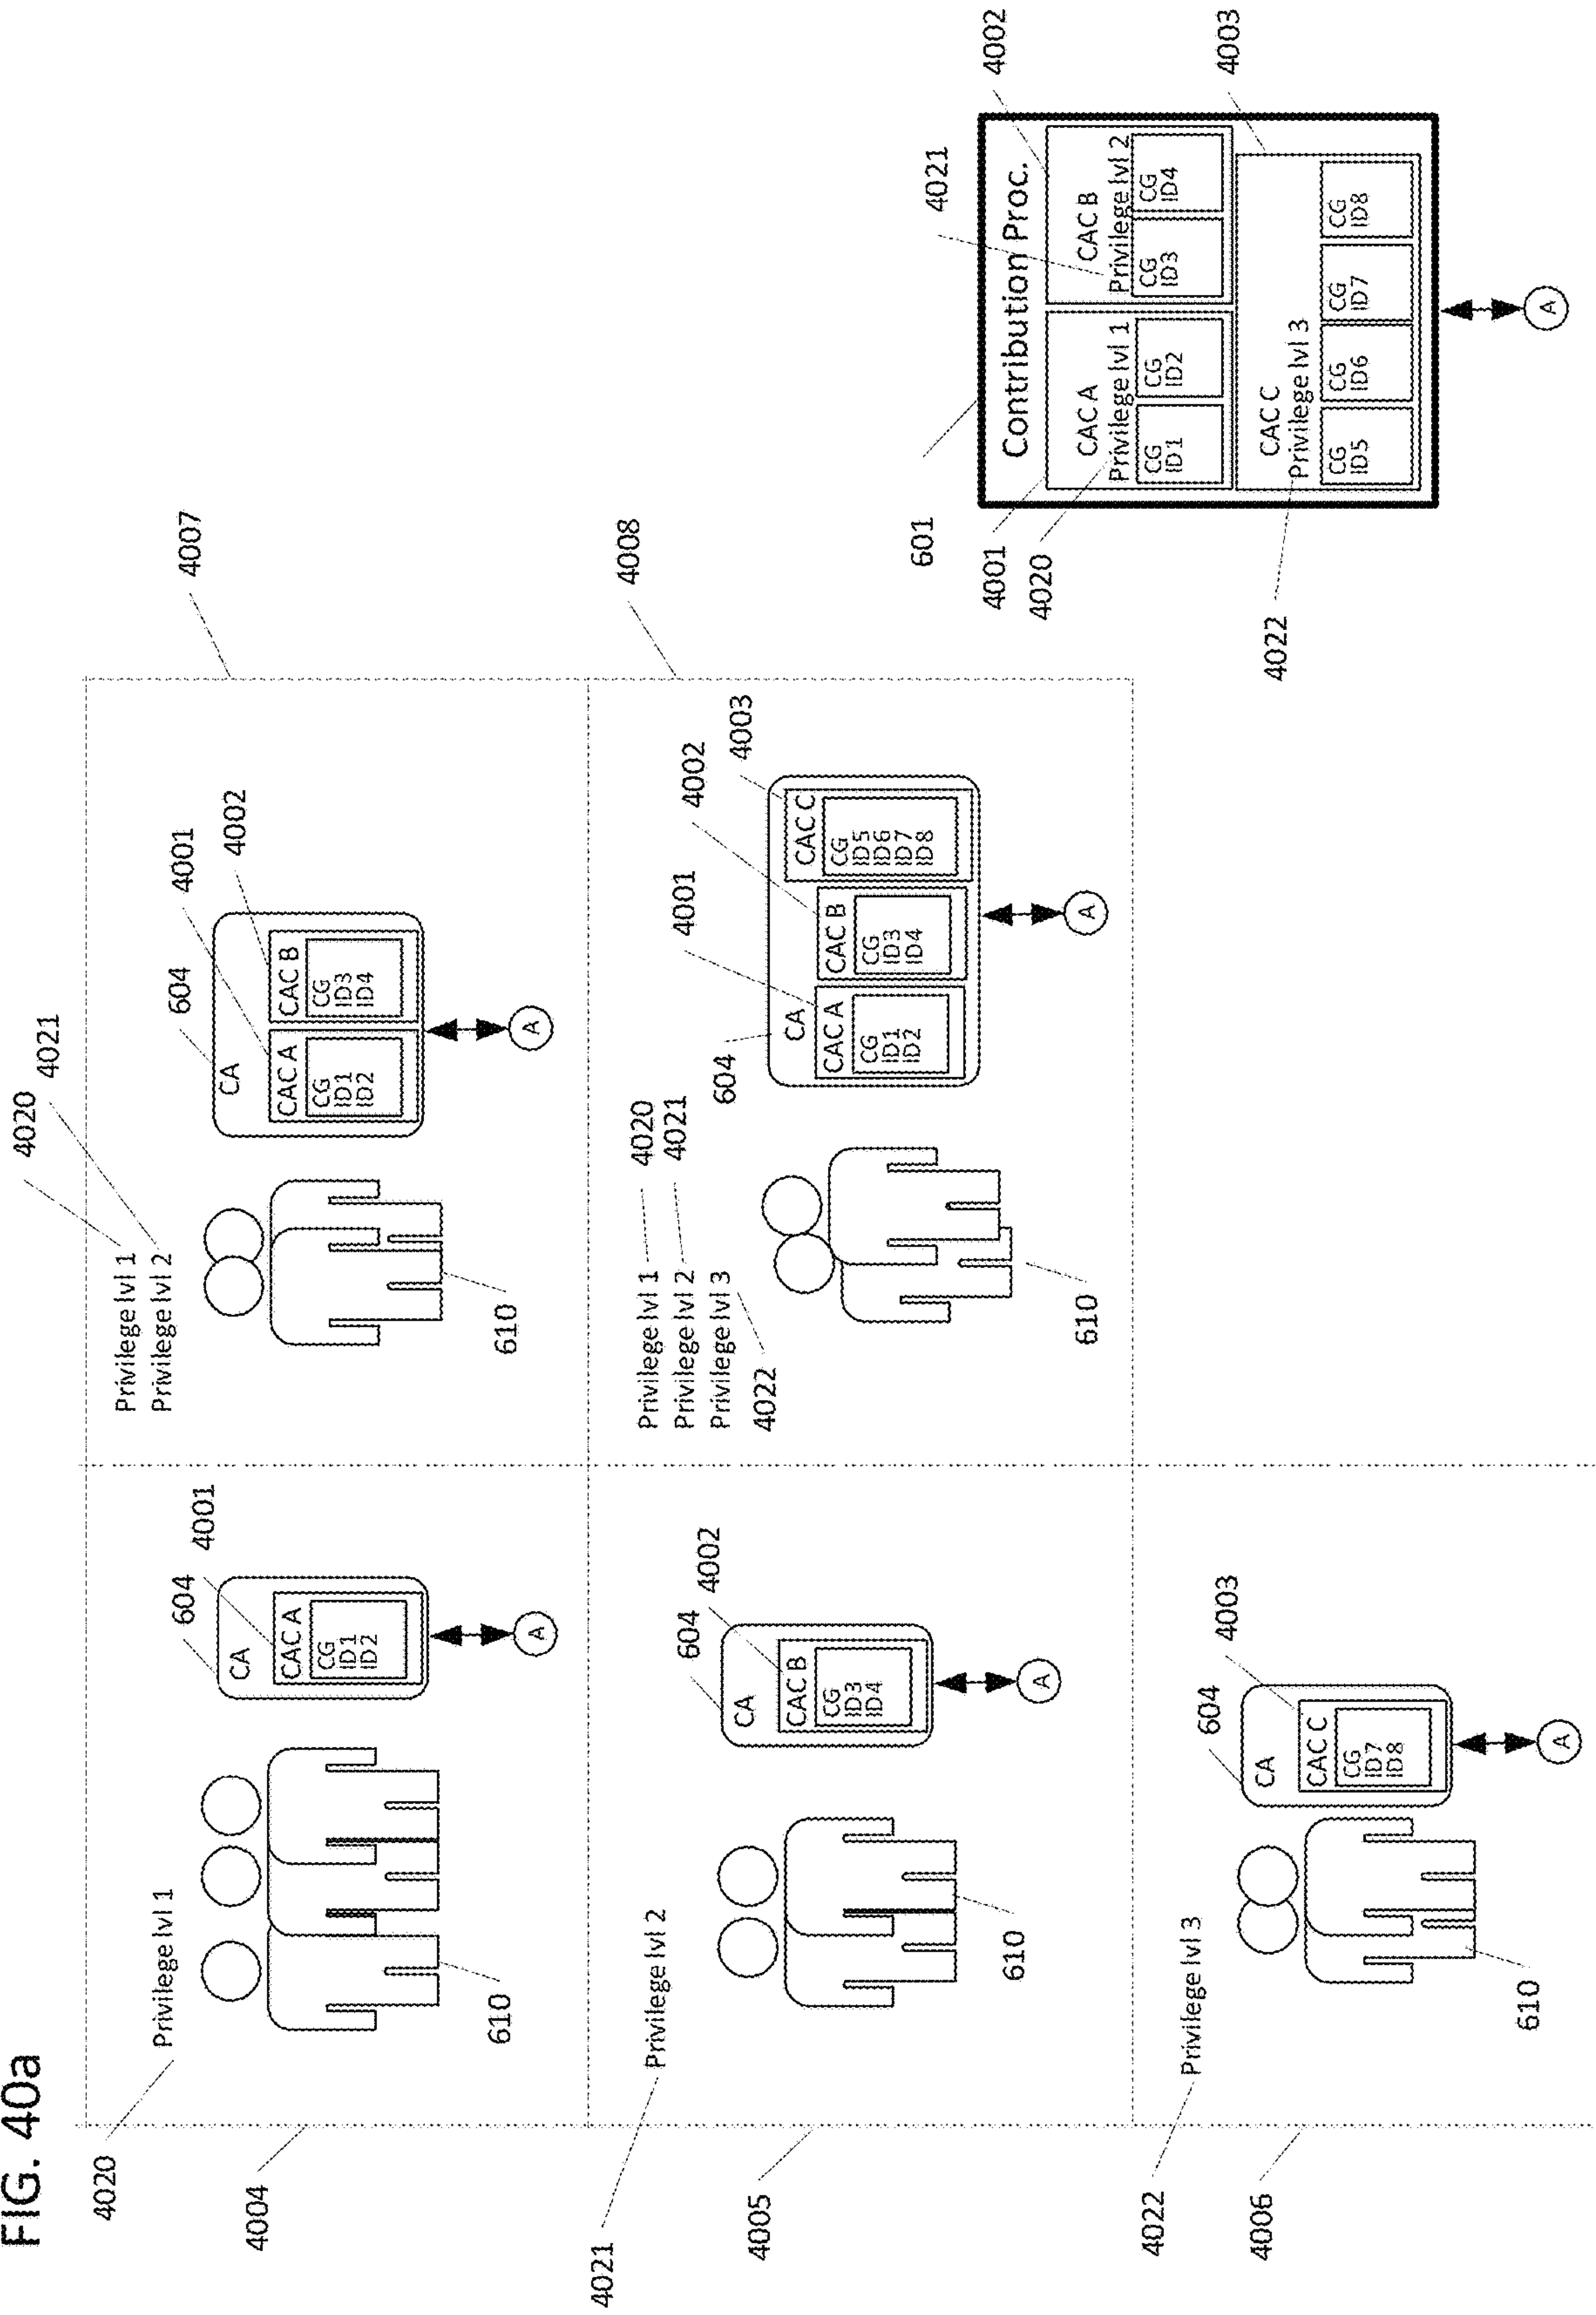 FIG. 40a
4020
Privilege lvl 1
604
4001
CA
CAC A
CG
ID1
ID2
A
610
4004
4020
4021
Privilege lvl 1
Privilege lvl 2
604
4001
4002
CA
CAC A
CG
ID1
ID2
CAC B
CG
ID3
ID4
A
610
4007
4021
Privilege lvl 2
604
4002
CA
CAC B
CG
ID3
ID4
A
610
4005
Privilege lvl 1
4020
Privilege lvl 2
4021
Privilege lvl 3
4022
604
4001
4002
4003
CA
CAC A
CG
ID1
ID2
CAC B
CG
ID3
ID4
CAC C
CG
ID5
ID6
ID7
ID8
A
610
4008
4022
Privilege lvl 3
604
4003
CA
CAC C
CG
ID7
ID8
A
610
4006
601
4001
4020
4022
4021
4002
4003
Contribution Proc.
CAC A
Privilege lvl 1
CG
ID1
CG
ID2
CAC B
Privilege lvl 2
CG
ID3
CG
ID4
CAC C
Privilege lvl 3
CG
ID5
CG
ID6
CG
ID7
CG
ID8
A